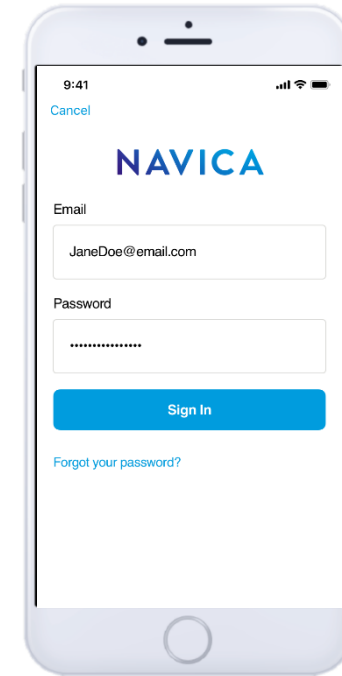 9:41
Cancel
NAVICA
Email
JaneDoe@email.com
Password
••••••••••••••••
Sign In
Forgot your password?